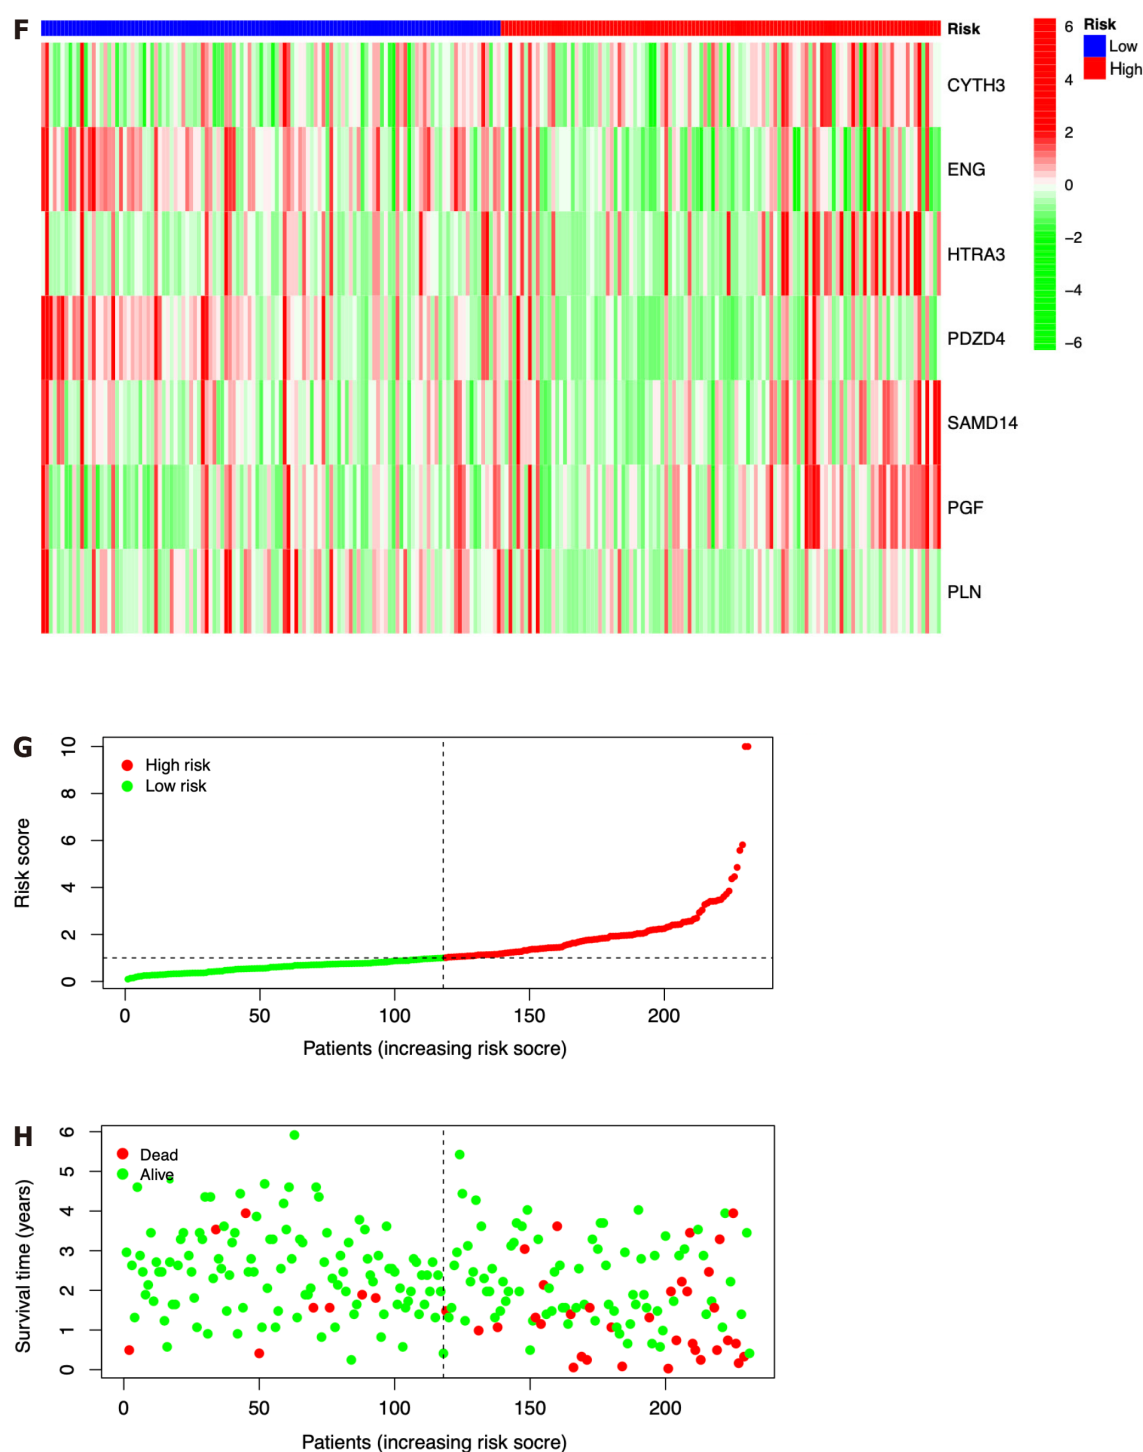 F
Risk
CYTH3
ENG
HTRA3
PDZD4
SAMD14
PGF
PLN
6
4
2
0
−2
−4
−6
Risk
Low
High
G
High risk
Low risk
Risk score
10
8
6
4
2
0
0 50 100 150 200
Patients (increasing risk socre)
H
Dead
Alive
Survival time (years)
6
5
4
3
2
1
0
0 50 100 150 200
Patients (increasing risk socre)